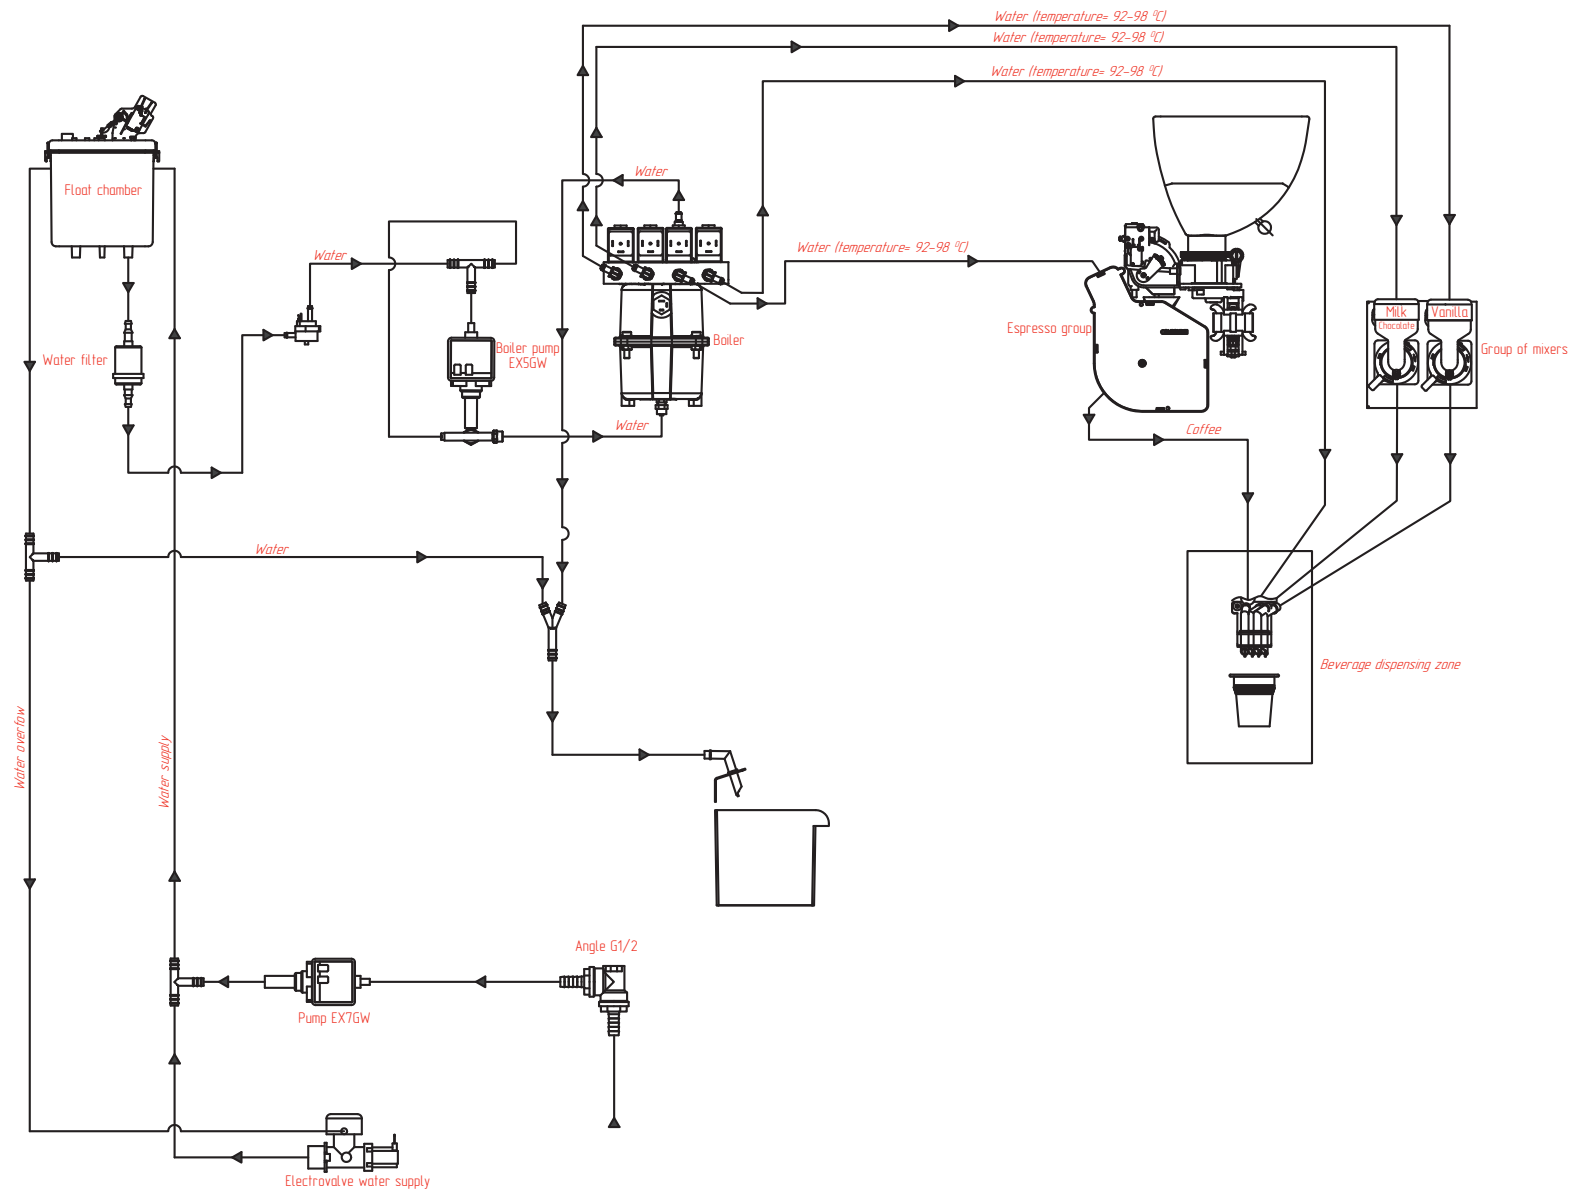 Water (temperature= 92-98 °C)
Water (temperature= 92-98 °C)
Water (temperature= 92-98 °C)
Float chamber
Water
Water
Water (temperature= 92-98 °C)
Water filter
Boiler pump
EX5GW
Boiler
Espresso group
Milk
Chocolate
Vanilla
Group of mixers
Water
Coffee
Water
Beverage dispensing zone
Water overfow
Water supply
Angle G1/2
Pump EX7GW
Electrovalve water supply